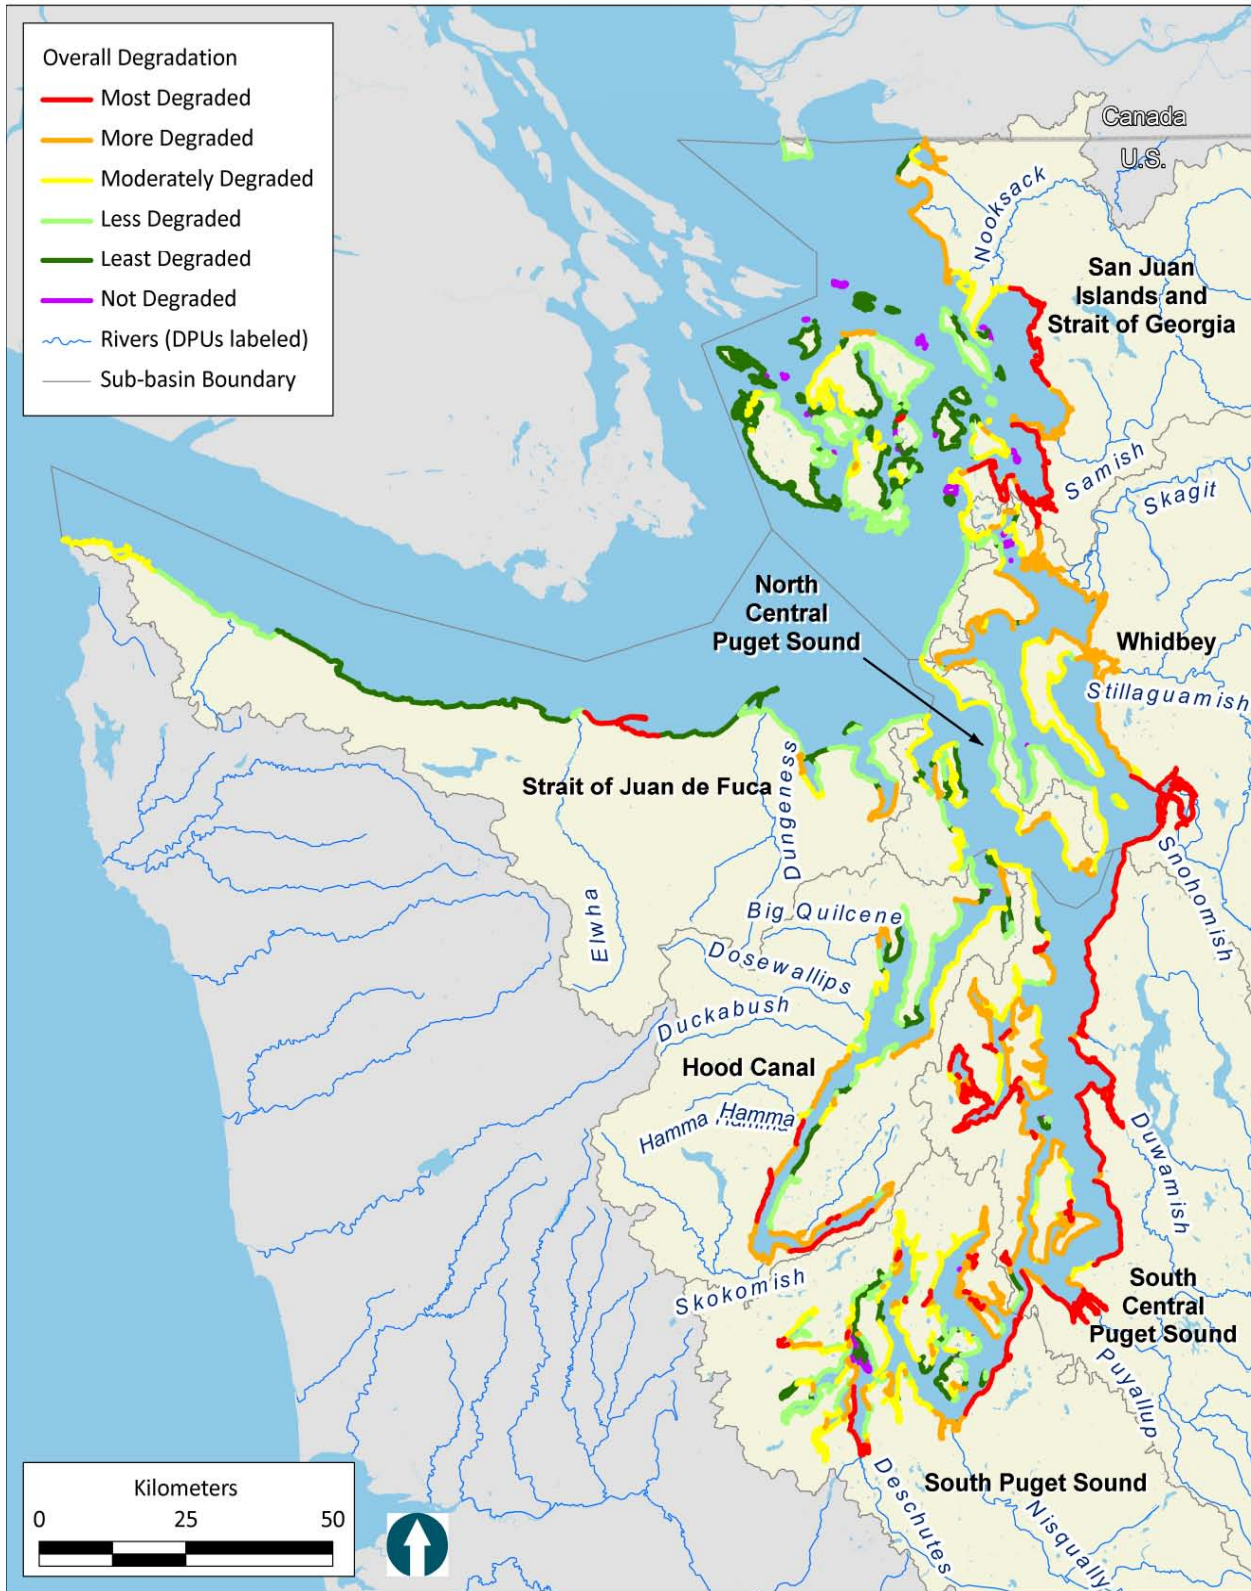 Overall Degradation
Most Degraded
More Degraded
Moderately Degraded
Less Degraded
Least Degraded
Not Degraded
Rivers (DPUs labeled)
Sub-basin Boundary
Canada
U.S.
Nooksack
San Juan
Islands and
Strait of Georgia
Samish
Skagit
North
Central
Puget Sound
Whidbey
Stillaguamish
Strait of Juan de Fuca
Dungeness
Elwha
Snohomish
Big Quilcene
Dosewallips
Duckabush
Hood Canal
Hamma Hamma
Hamma
Duwamish
Skokomish
South
Central
Puget Sound
Puyallup
South Puget Sound
Deschutes
Nisqually
Kilometers
0 25 50